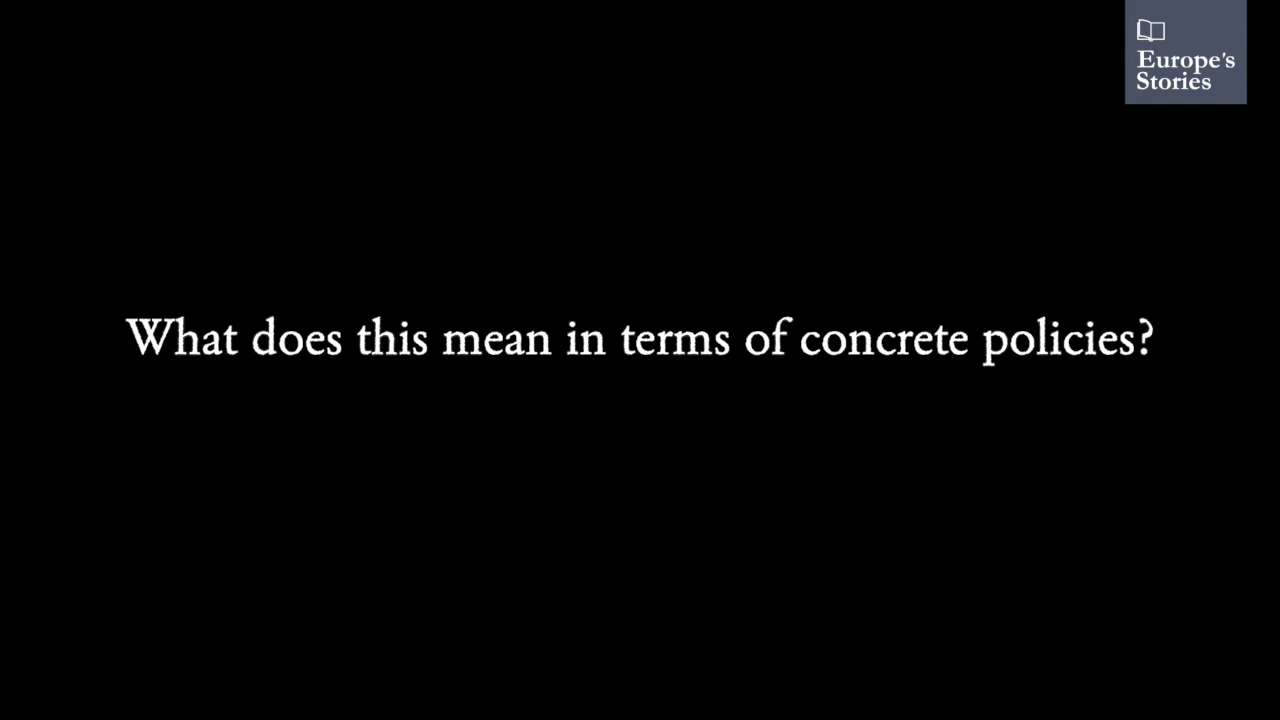 Europe's
Stories
What does this mean in terms of concrete policies?